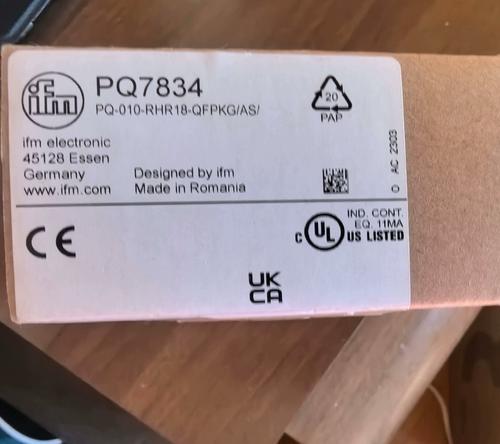 ifm
PQ7834
PQ-010-RHR18-QFPKG/AS/
20
PAP
ifm electronic
45128 Essen
Germany
www.ifm.com
Designed by ifm
Made in Romania
O AC 2303
CE
C UL US LISTED
IND. CONT.
EQ. 11MA
UK
CA